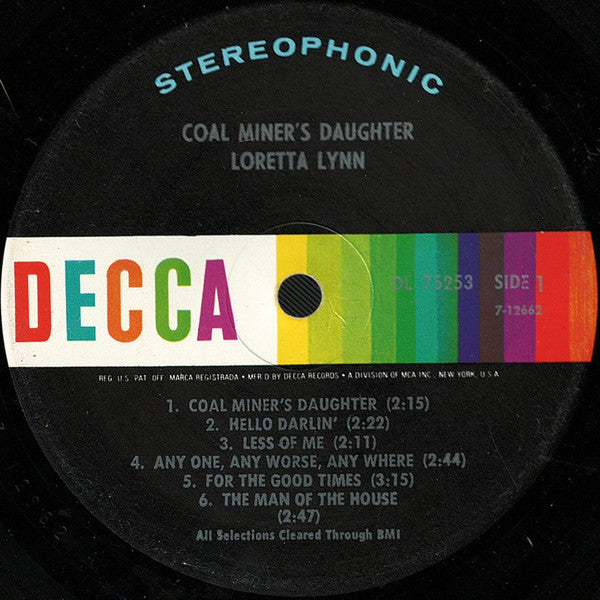 STEREOPHONIC
COAL MINER'S DAUGHTER
LORETTA LYNN
DECCA
DL 75253 SIDE 1
7-12662
REG. U.S. PAT. OFF. MARCA REGISTRADA • MFR'D BY DECCA RECORDS • A DIVISION OF MCA INC., NEW YORK, U.S.A.
1. COAL MINER'S DAUGHTER (2:15)
2. HELLO DARLIN' (2:22)
3. LESS OF ME (2:11)
4. ANY ONE, ANY WORSE, ANY WHERE (2:44)
5. FOR THE GOOD TIMES (3:15)
6. THE MAN OF THE HOUSE
(2:47)
All Selections Cleared Through BMI